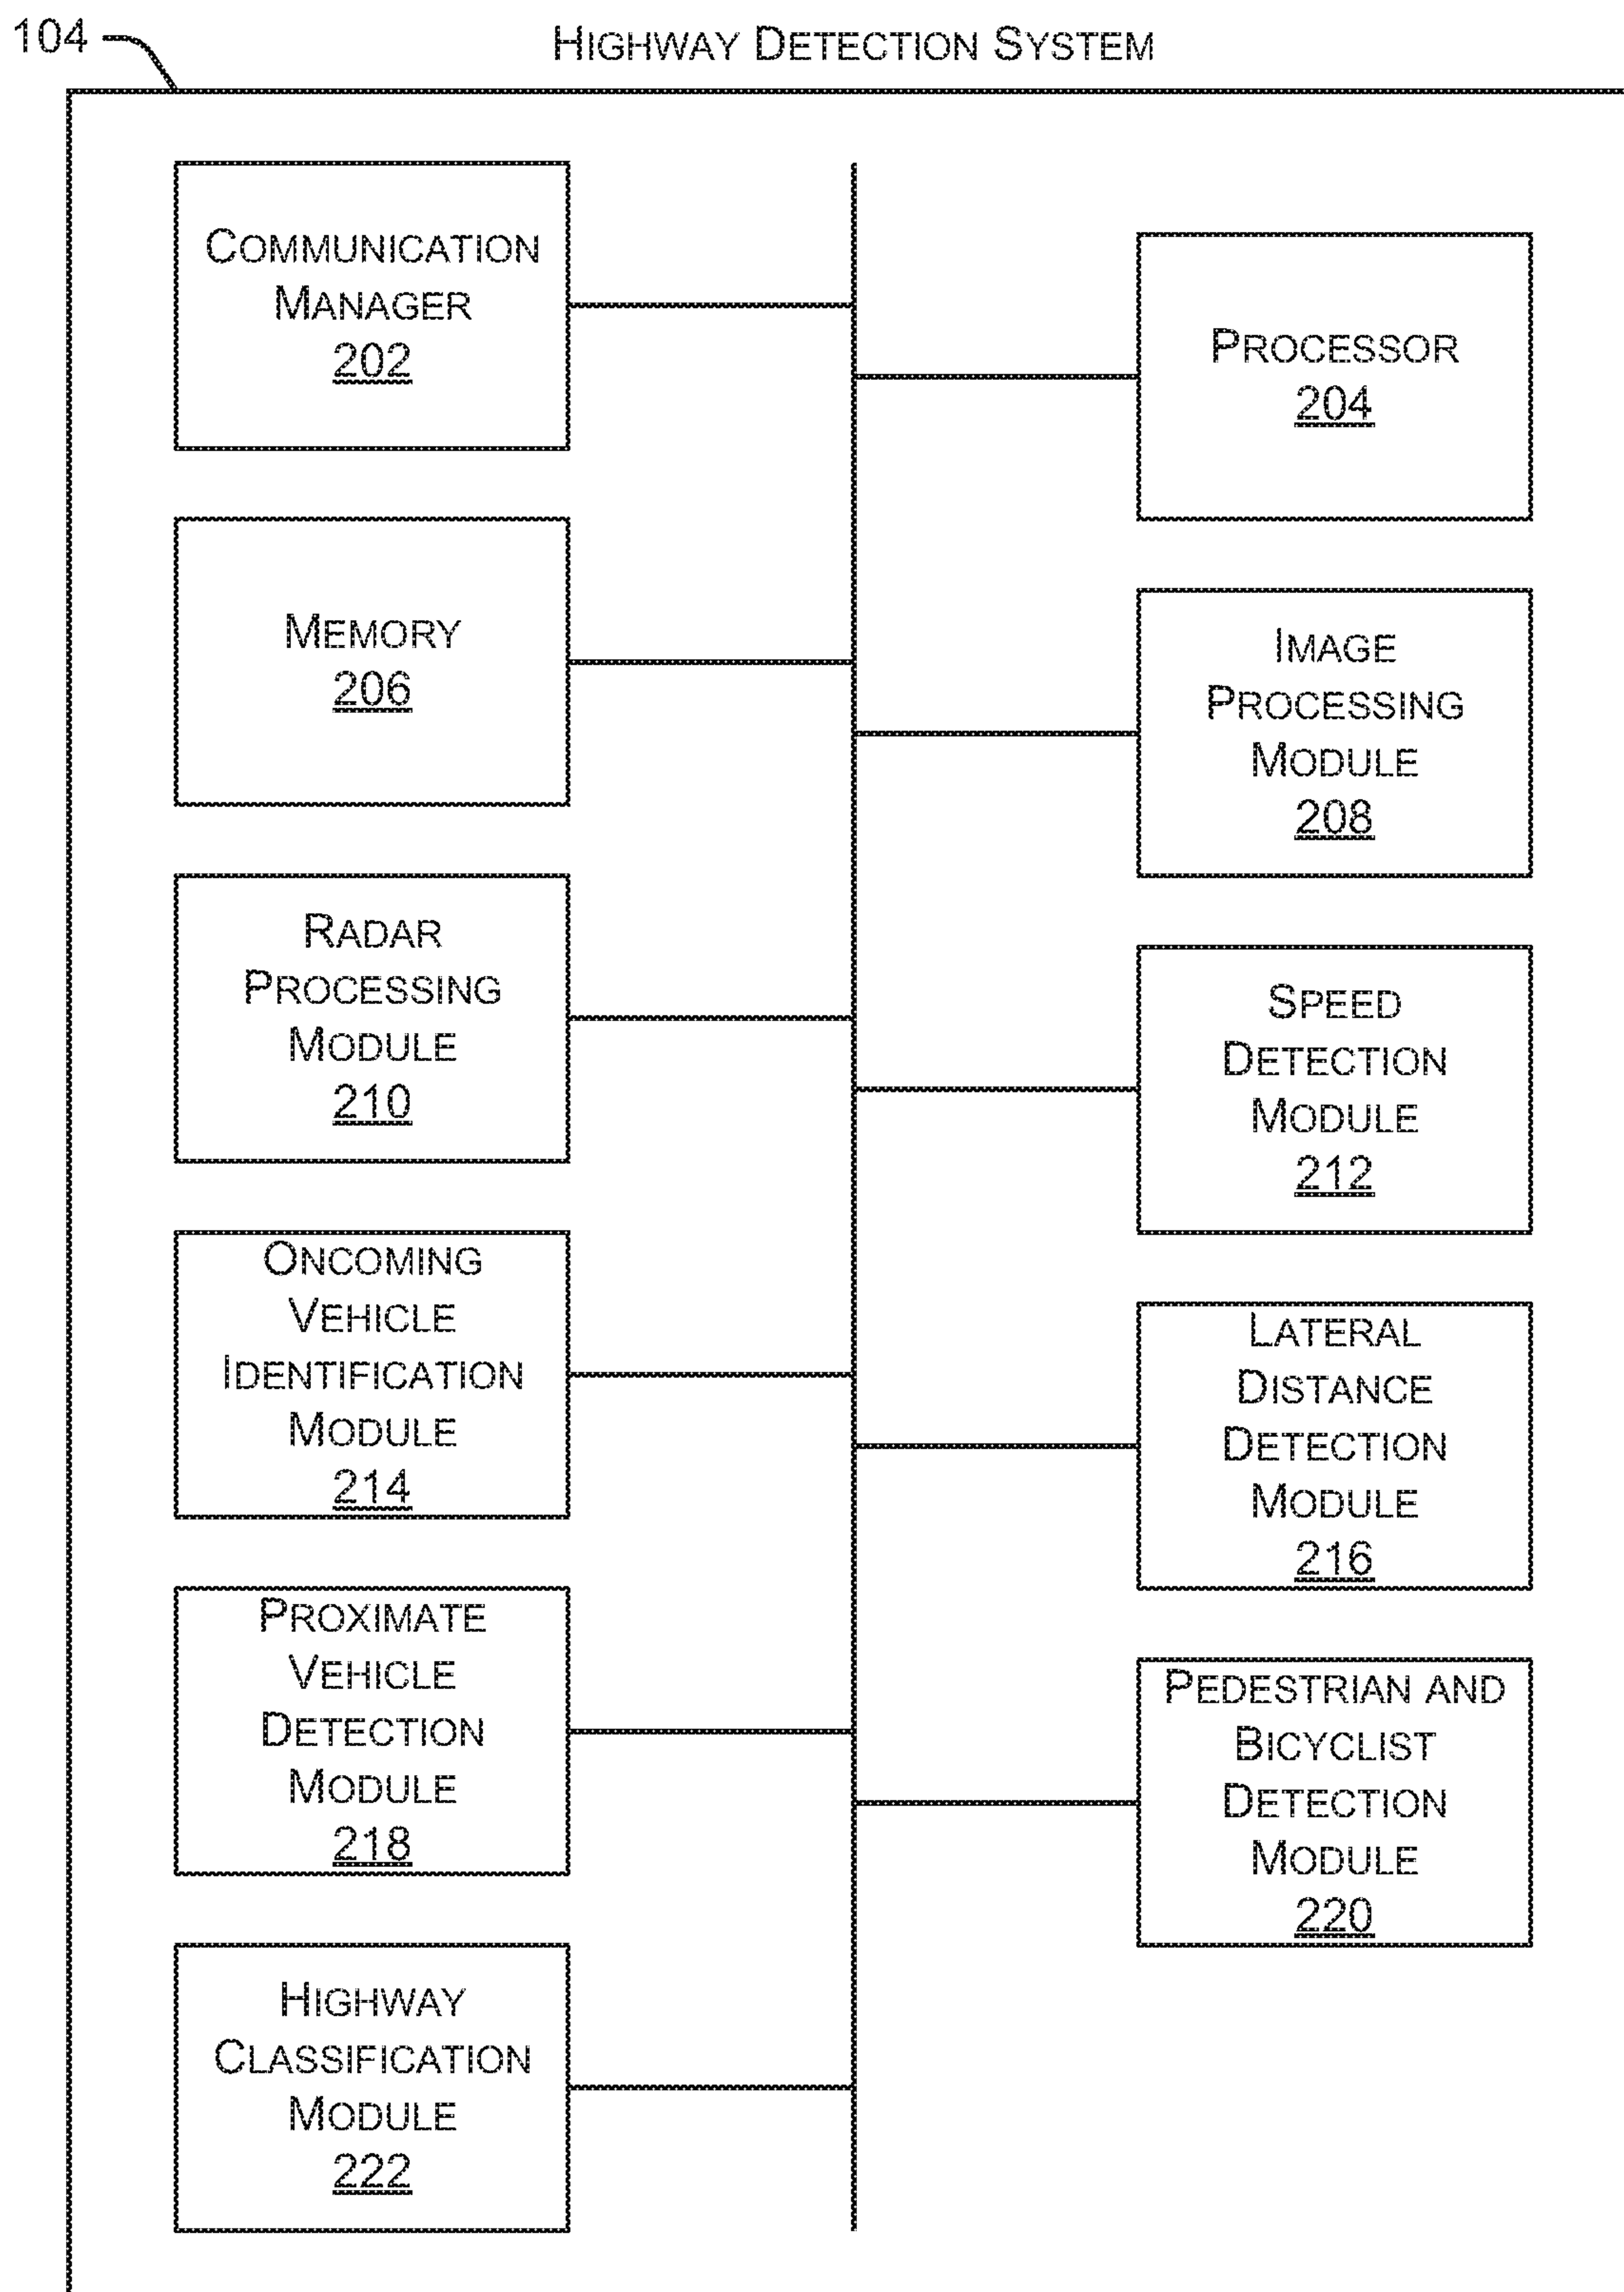 104
HIGHWAY DETECTION SYSTEM
COMMUNICATION
MANAGER
202
PROCESSOR
204
MEMORY
206
IMAGE
PROCESSING
MODULE
208
RADAR
PROCESSING
MODULE
210
SPEED
DETECTION
MODULE
212
ONCOMING
VEHICLE
IDENTIFICATION
MODULE
214
LATERAL
DISTANCE
DETECTION
MODULE
216
PROXIMATE
VEHICLE
DETECTION
MODULE
218
PEDESTRIAN AND
BICYCLIST
DETECTION
MODULE
220
HIGHWAY
CLASSIFICATION
MODULE
222